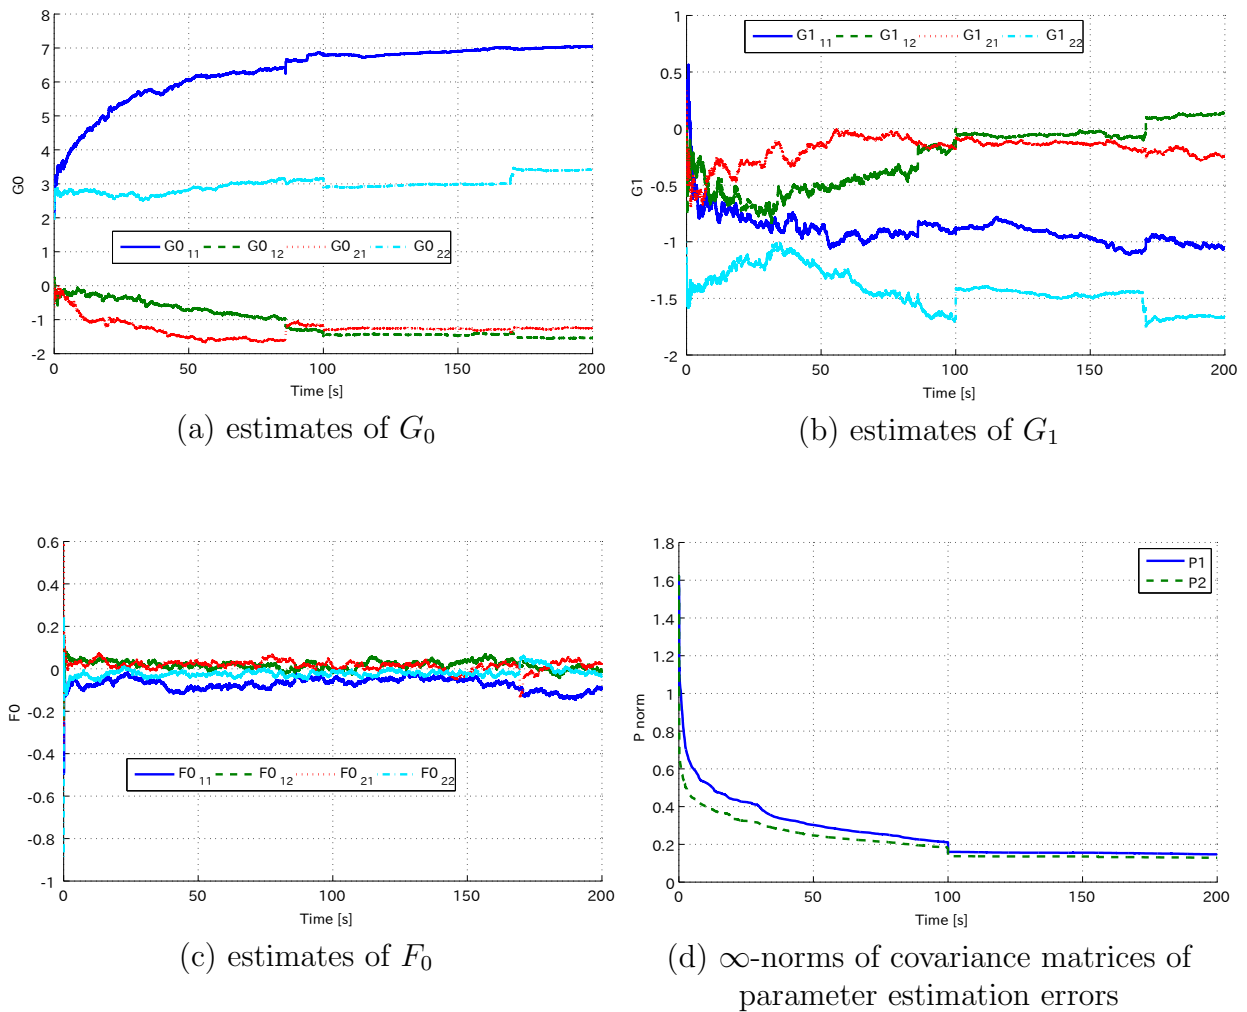 8
7
6
5
4
3
2
1
0
-1
-2
G0
G0 11 G0 12 G0 21 G0 22
0 50 100 150 200
Time [s]
(a) estimates of G0
1
0.5
0
-0.5
-1
-1.5
-2
G1
G1 11 G1 12 G1 21 G1 22
0 50 100 150 200
Time [s]
(b) estimates of G1
0.6
0.4
0.2
0
-0.2
-0.4
-0.6
-0.8
-1
F0
F0 11 F0 12 F0 21 F0 22
0 50 100 150 200
Time [s]
(c) estimates of F0
1.8
1.6
1.4
1.2
1
0.8
0.6
0.4
0.2
0
P norm
P1
P2
0 50 100 150 200
Time [s]
(d) ∞-norms of covariance matrices of
parameter estimation errors